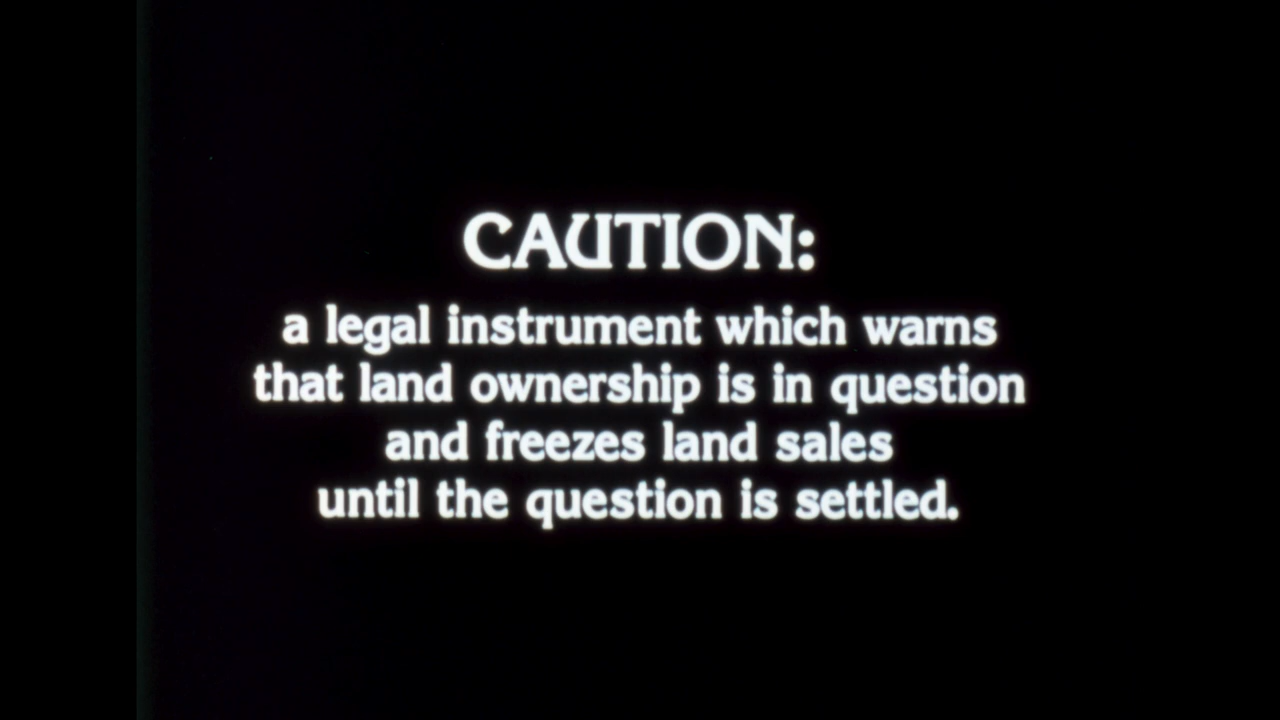 CAUTION:
a legal instrument which warns
that land ownership is in question
and freezes land sales
until the question is settled.